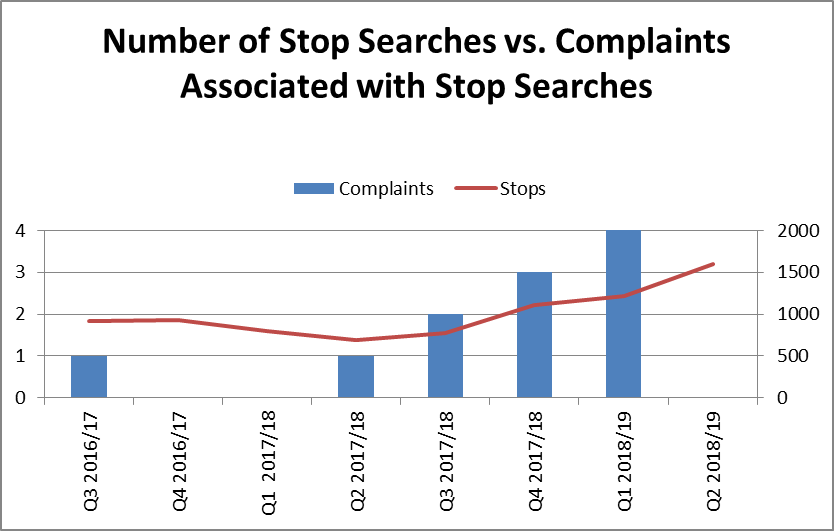 Number of Stop Searches vs. Complaints
Associated with Stop Searches
Complaints
Stops
4
3
2
1
0
2000
1500
1000
500
0
Q3 2016/17
Q4 2016/17
Q1 2017/18
Q2 2017/18
Q3 2017/18
Q4 2017/18
Q1 2018/19
Q2 2018/19